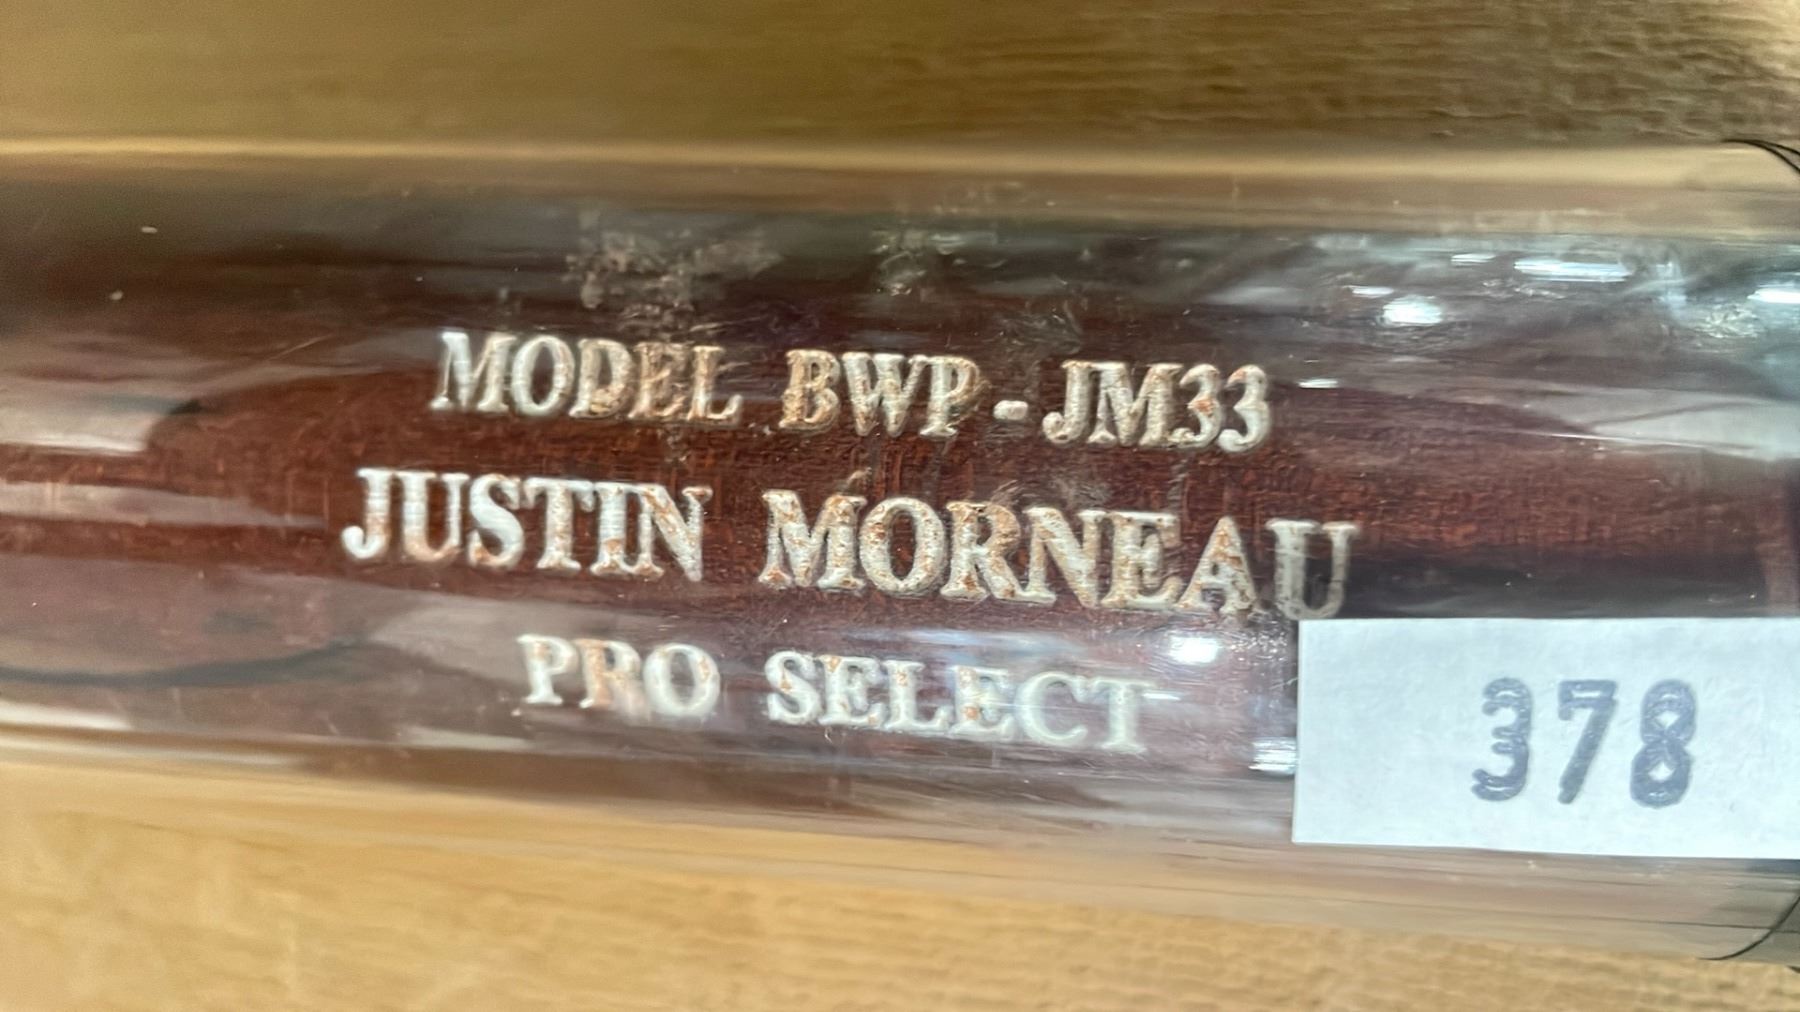 MODEL BWP-JM33
JUSTIN MORNEAU
PRO SELECT
378